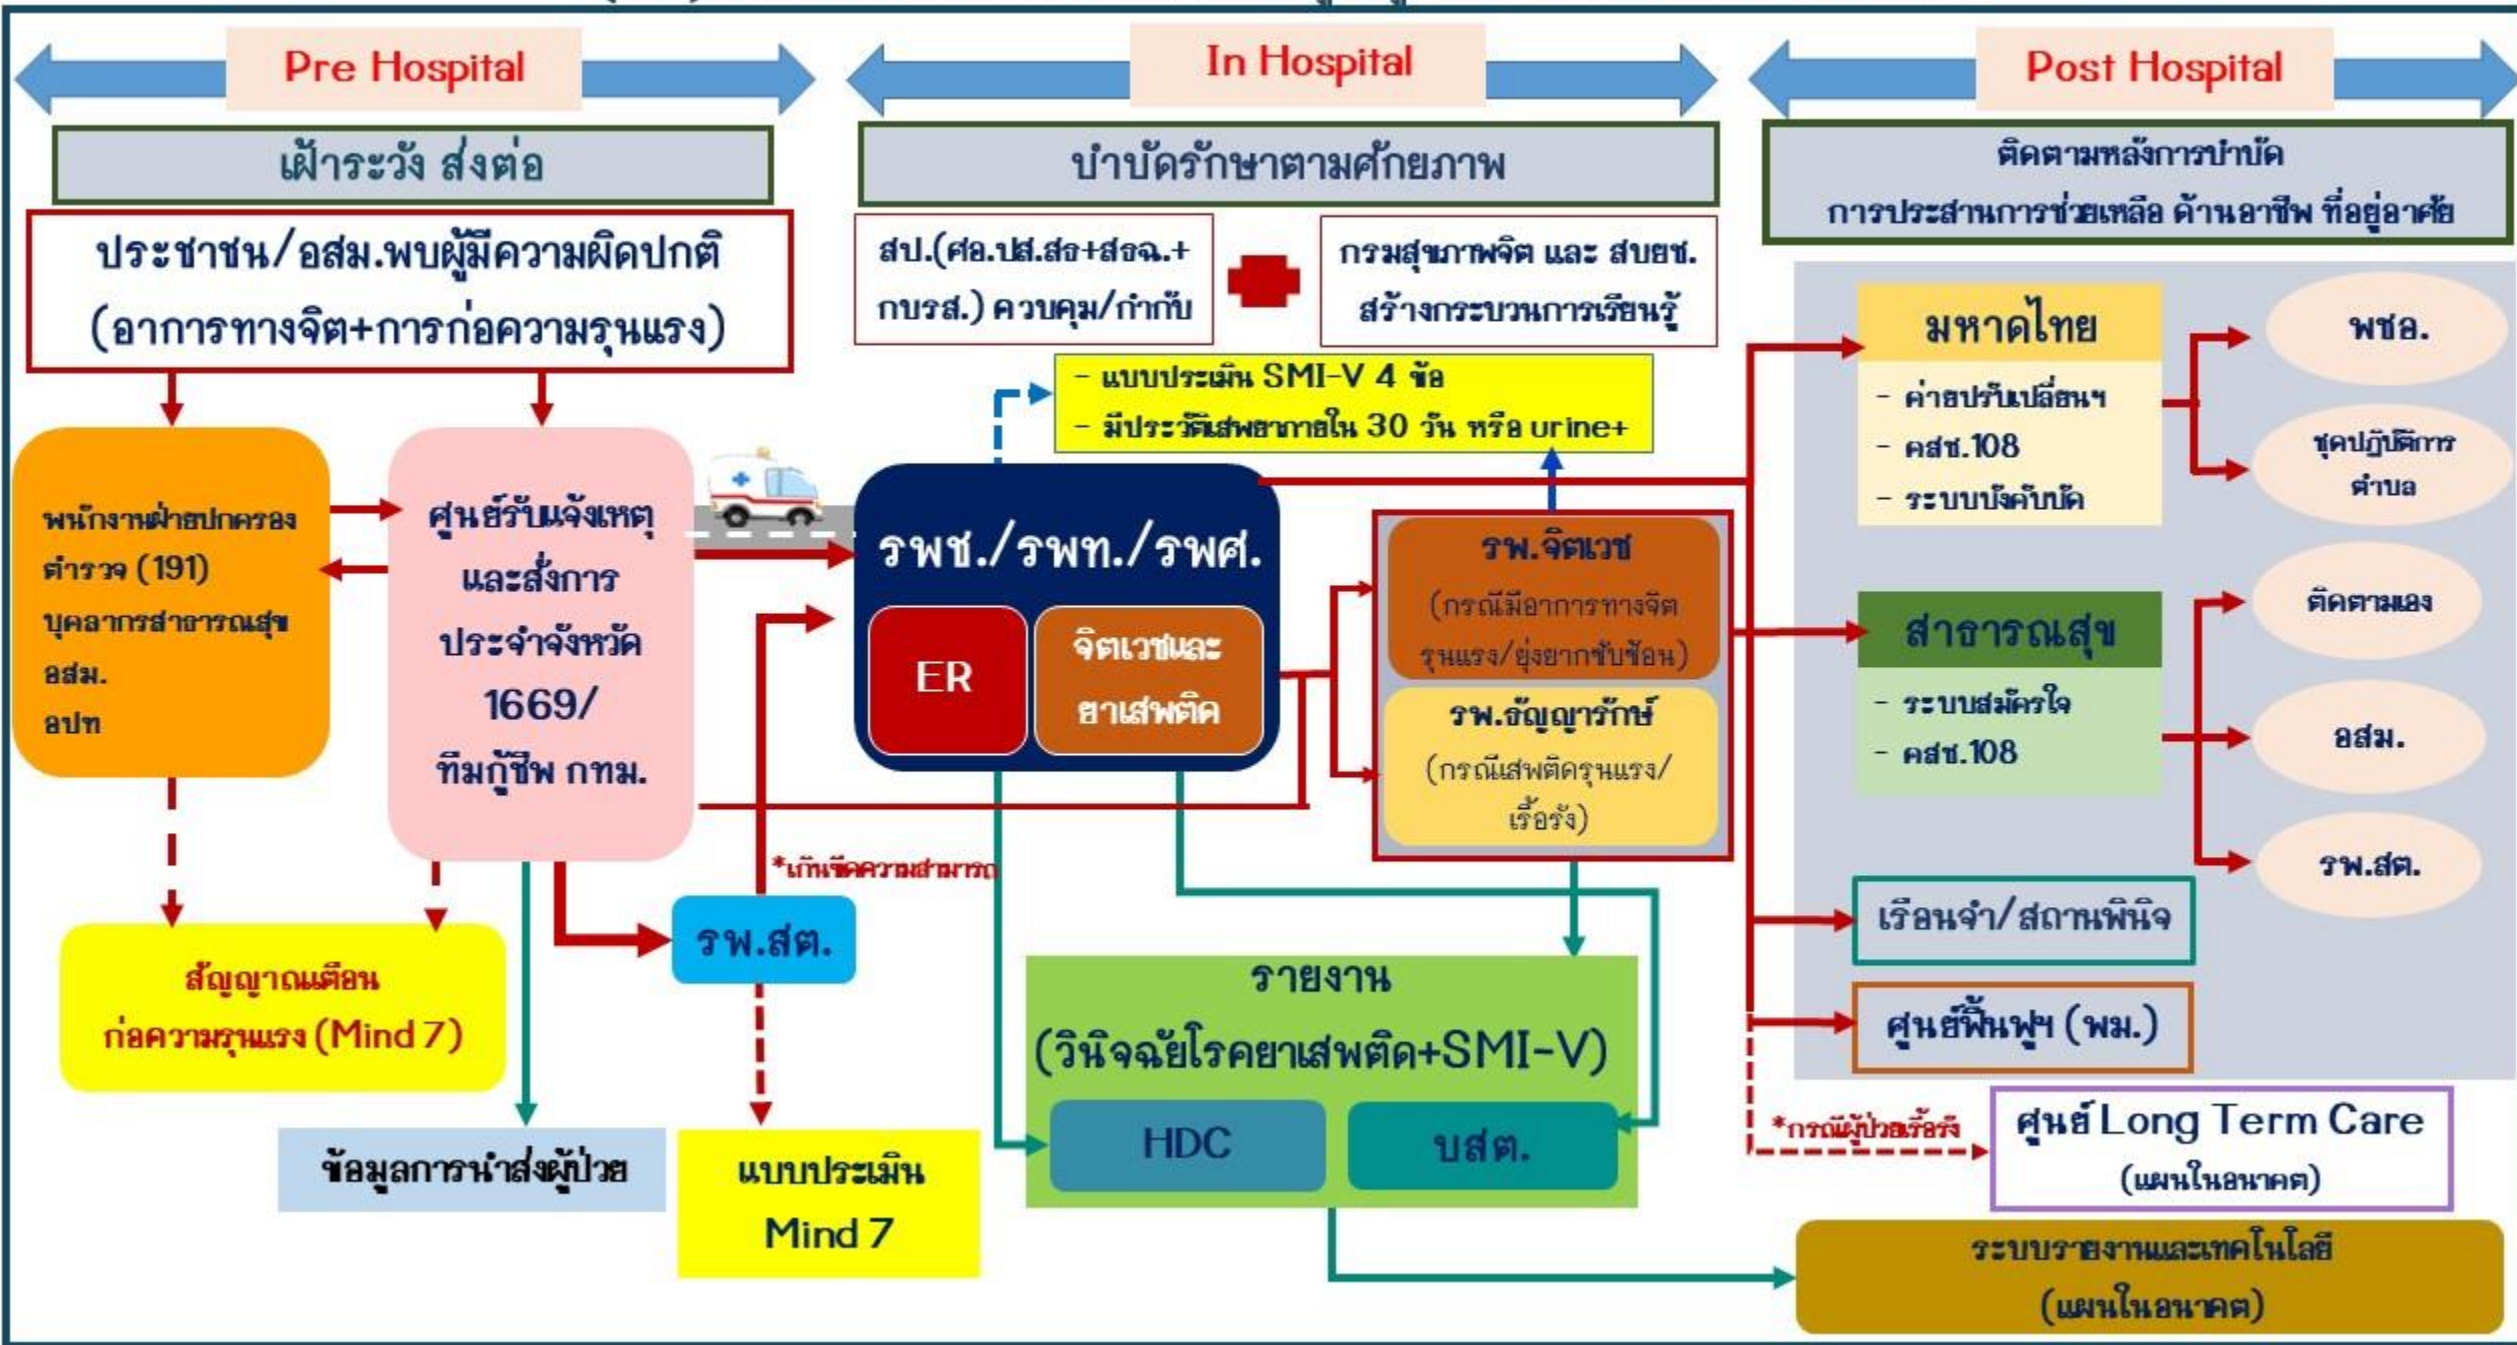 Pre Hospital
In Hospital
Post Hospital
เฝ้าระวัง ส่งต่อ
บำบัดรักษาตามศักยภาพ
ติดตามหลังการบำบัด
การประสานการช่วยเหลือ ด้านอาชีพ ที่อยู่อาศัย
ประชาชน/อสม.พบผู้มีความผิดปกติ
(อาการทางจิต+การก่อความรุนแรง)
สป.(ศอ.ปส.สธ+สธฉ.+
กบรส.) ควบคุม/กำกับ
กรมสุขภาพจิต และ สบยช.
สร้างกระบวนการเรียนรู้
- แบบประเมิน SMI-V 4 ข้อ
- มีประวัติเสพยาภายใน 30 วัน หรือ urine+
พนักงานฝ่ายปกครอง
ตำรวจ (191)
บุคลากรสาธารณสุข
อสม.
อปท
ศูนย์รับแจ้งเหตุ
และสั่งการ
ประจำจังหวัด
1669/
ทีมกู้ชีพ กทม.
รพช./รพท./รพศ.
ER
จิตเวชและ
ยาเสพติด
รพ.จิตเวช
(กรณีมีอาการทางจิต
รุนแรง/ยุ่งยากซับซ้อน)
รพ.ธัญญารักษ์
(กรณีเสพติดรุนแรง/
เรื้อรัง)
มหาดไทย
- ค่ายปรับเปลี่ยนฯ
- คสช.108
- ระบบบังคับบัด
พชอ.
ชุดปฏิบัติการ
ตำบล
สาธารณสุข
- ระบบสมัครใจ
- คสช.108
ติดตามเอง
อสม.
รพ.สต.
เรือนจำ/สถานพินิจ
ศูนย์ฟื้นฟูฯ (พม.)
*กรณีผู้ป่วยเรื้อรัง
ศูนย์ Long Term Care
(แผนในอนาคต)
*เกินขีดความสามารถ
รพ.สต.
สัญญาณเตือน
ก่อความรุนแรง (Mind 7)
ข้อมูลการนำส่งผู้ป่วย
แบบประเมิน
Mind 7
รายงาน
(วินิจฉัยโรคยาเสพติด+SMI-V)
HDC
บสต.
ระบบรายงานและเทคโนโลยี
(แผนในอนาคต)